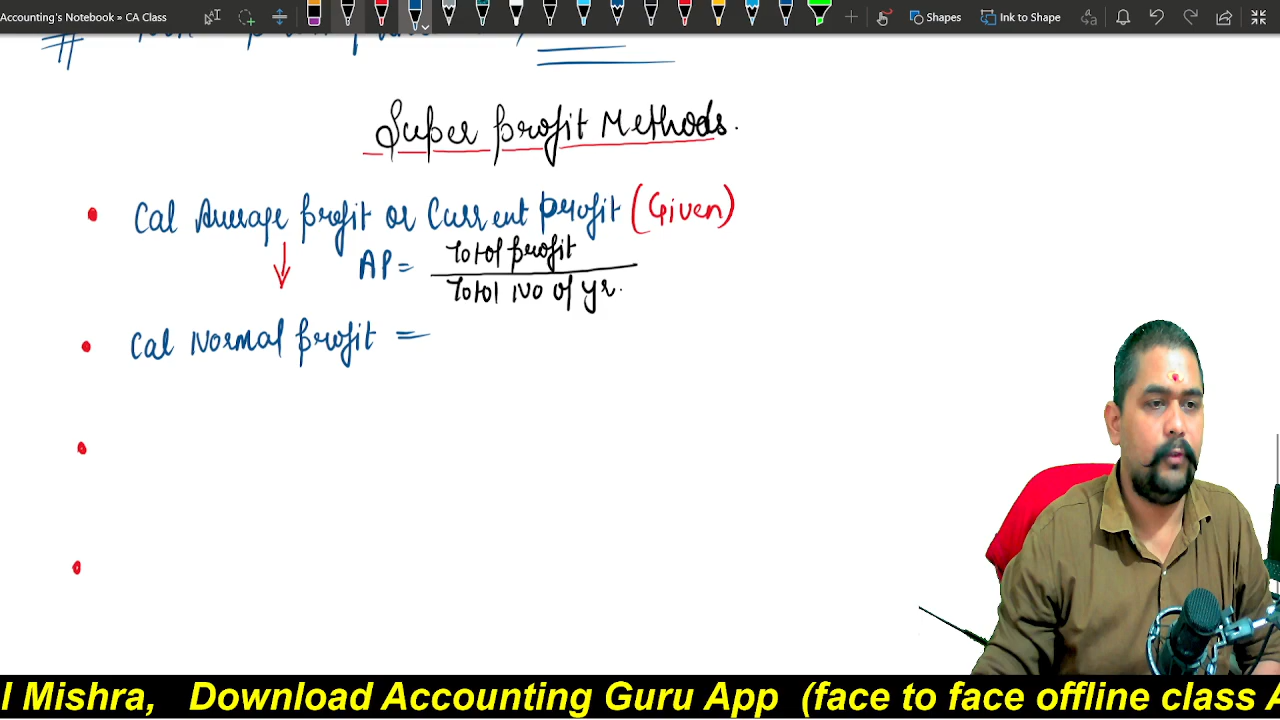 Accounting's Notebook » CA Class
Shapes
Ink to Shape
#
Super profit Methods.
• Cal Average profit or Current profit (Given)
AP = Total profit
Total No of yr.
• Cal Normal profit =
l Mishra, Download Accounting Guru App (face to face offline class A